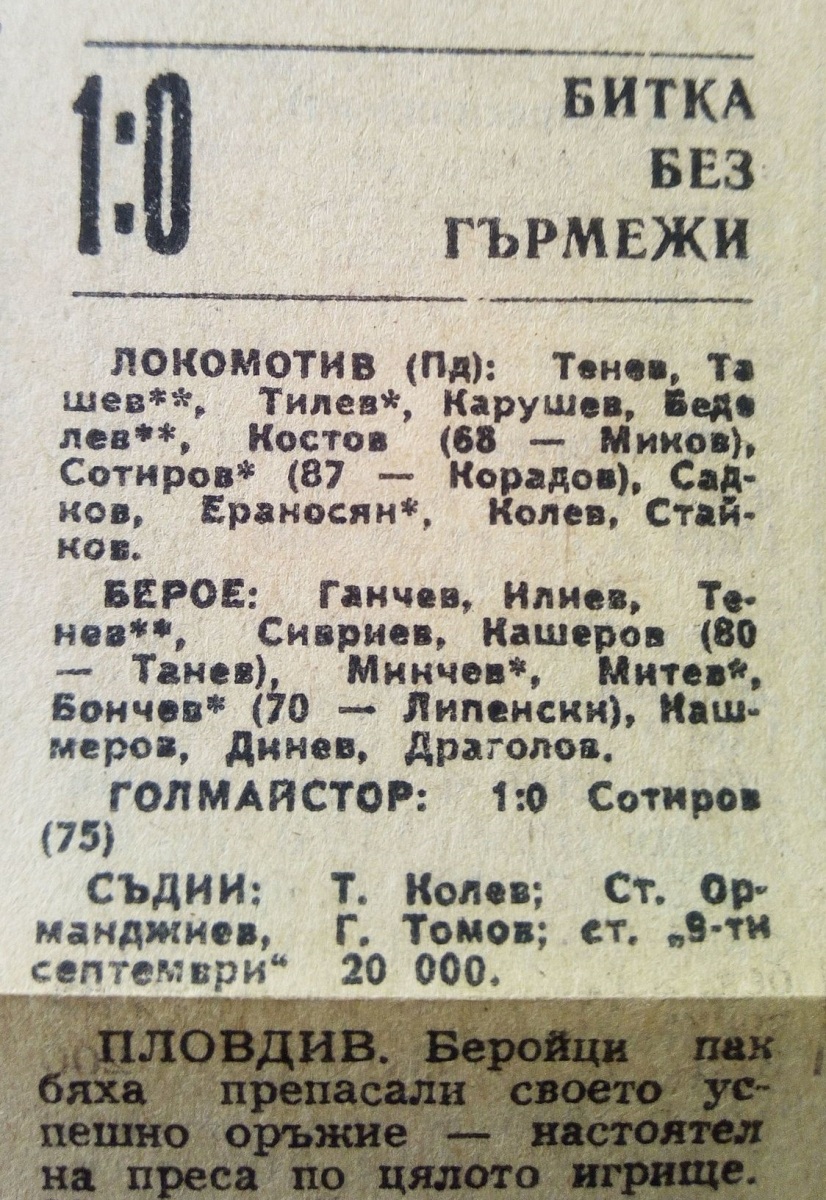 1:0
БИТКА
БЕЗ
ГЪРМЕЖИ
ЛОКОМОТИВ (Пд): Тенев, Та
шев**, Тилев*, Карушев, Беде
лев**, Костов (68 — Миков),
Сотиров* (87 — Корадов), Сад-
ков, Ераносян*, Колев, Стай-
ков.
БЕРОЕ: Ганчев, Илиев, Те-
нев**, Сивриев, Кашеров (80
— Танев), Минчев*, Митев*,
Бончев* (70 — Липенски), Каш-
меров, Динев, Драголов.
ГОЛМАЙСТОР: 1:0 Сотиров
(75)
СЪДИИ: Т. Колев; Ст. Ор-
манджиев, Г. Томов; ст. „9-ти
септември“ 20 000.
ПЛОВДИВ. Беройци пак
бяха препасали своето ус-
пешно оръжие — настоятел
на преса по цялото игрище.